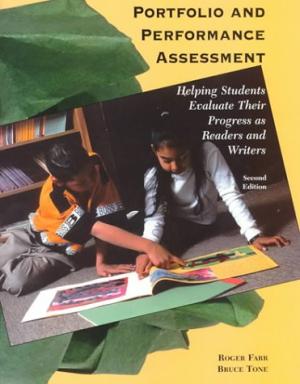 PORTFOLIO AND
PERFORMANCE
ASSESSMENT
Helping Students
Evaluate Their
Progress as
Readers and
Writers
Second
Edition
ROGER FARR
BRUCE TONE